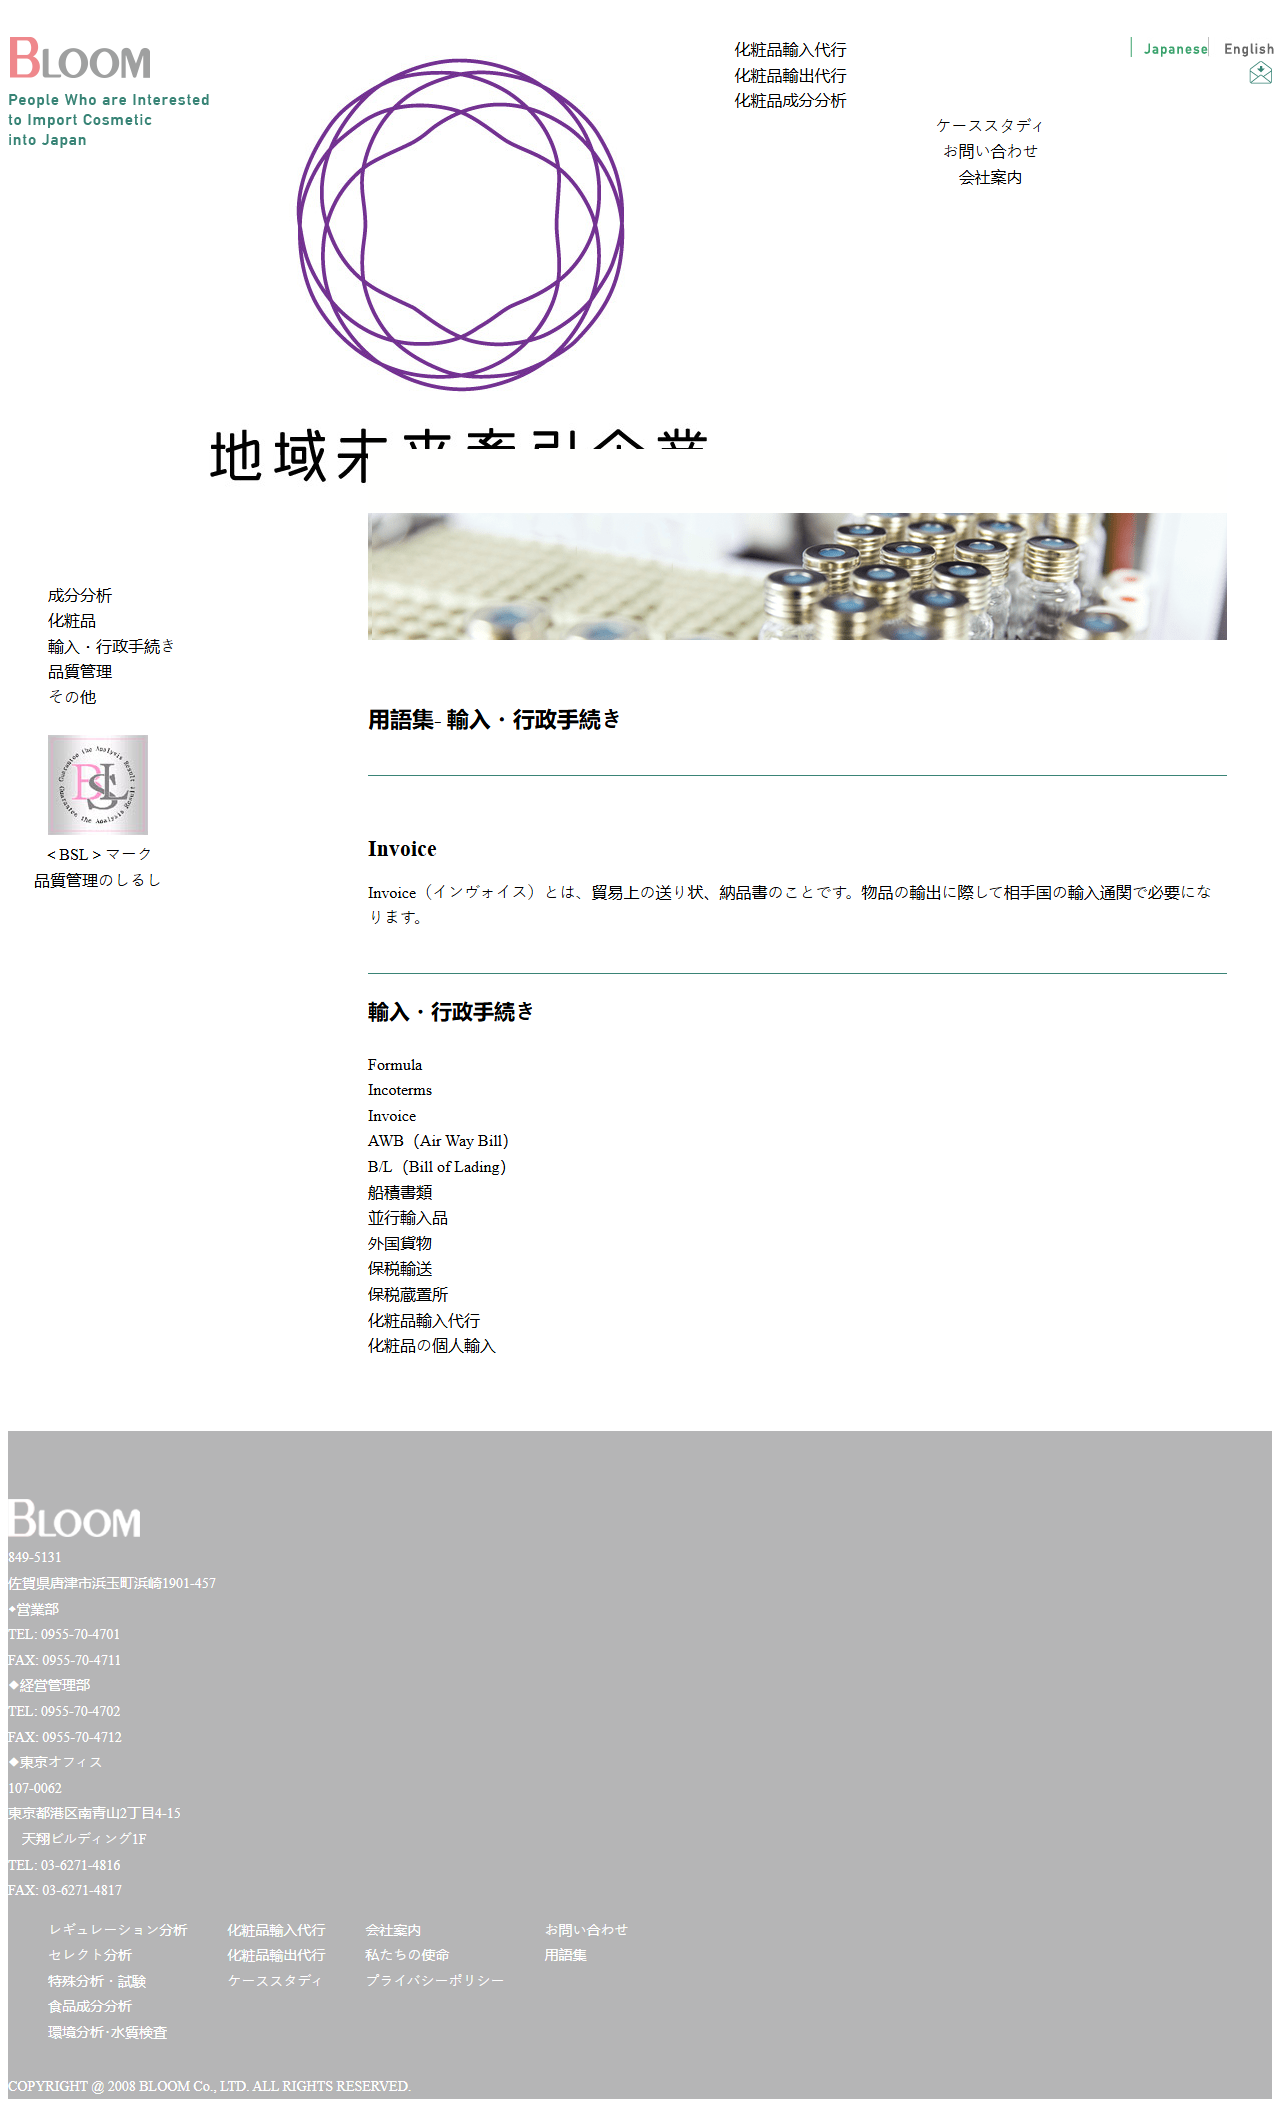 BLOOM
People Who are Interested
to Import Cosmetic
into Japan
化粧品輸入代行
化粧品輸出代行
化粧品成分分析
ケーススタディ
お問い合わせ
会社案内
Japanese
English
地域未来牽引企業
成分分析
化粧品
輸入・行政手続き
品質管理
その他
Guarantee the Analysis Result
Guarantee the Analysis Result
BSL
< BSL > マーク
品質管理のしるし
用語集- 輸入・行政手続き
Invoice
Invoice（インヴォイス）とは、貿易上の送り状、納品書のことです。物品の輸出に際して相手国の輸入通関で必要にな
ります。
輸入・行政手続き
Formula
Incoterms
Invoice
AWB（Air Way Bill）
B/L（Bill of Lading）
船積書類
並行輸入品
外国貨物
保税輸送
保税蔵置所
化粧品輸入代行
化粧品の個人輸入
BLOOM
849-5131
佐賀県唐津市浜玉町浜崎1901-457
◆営業部
TEL: 0955-70-4701
FAX: 0955-70-4711
◆経営管理部
TEL: 0955-70-4702
FAX: 0955-70-4712
◆東京オフィス
107-0062
東京都港区南青山2丁目4-15
　天翔ビルディング1F
TEL: 03-6271-4816
FAX: 03-6271-4817
レギュレーション分析
セレクト分析
特殊分析・試験
食品成分分析
環境分析･水質検査
化粧品輸入代行
化粧品輸出代行
ケーススタディ
会社案内
私たちの使命
プライバシーポリシー
お問い合わせ
用語集
COPYRIGHT @ 2008 BLOOM Co., LTD. ALL RIGHTS RESERVED.